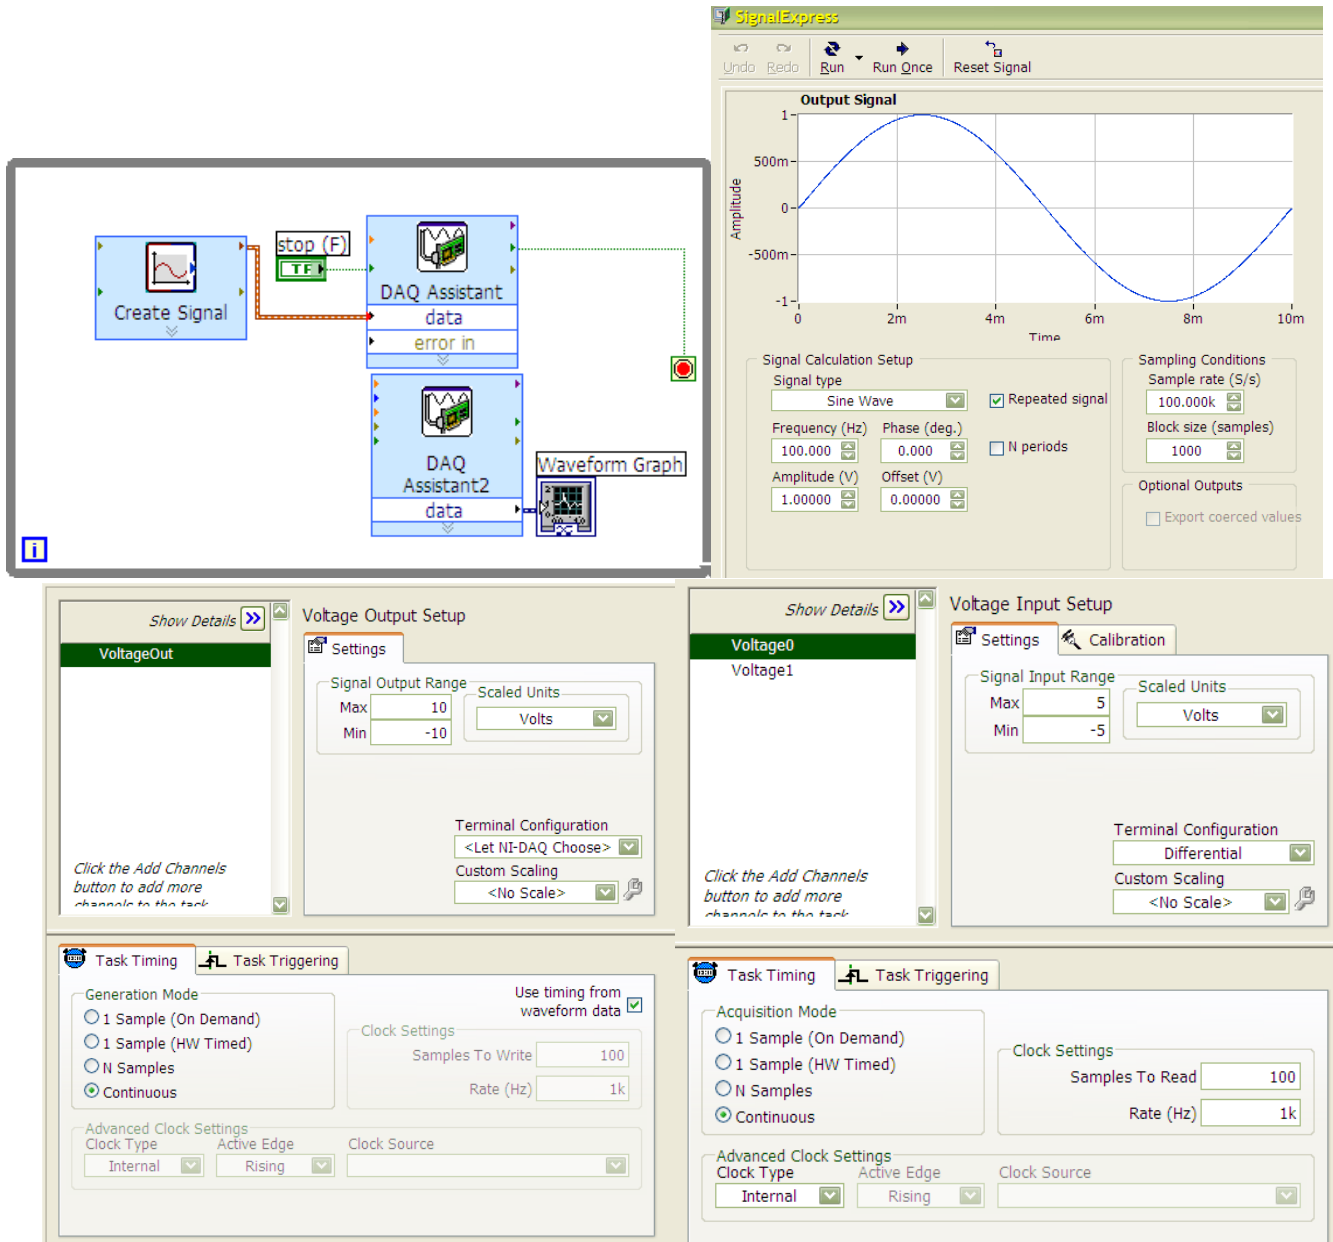 SignalExpress
Undo Redo Run Run Once Reset Signal
Output Signal
1
500m
0
-500m
-1
Amplitude
0 2m 4m 6m 8m 10m
Time
stop (F)
TF
Create Signal
DAQ Assistant
data
error in
DAQ
Assistant2
data
Waveform Graph
i
Signal Calculation Setup
Signal type
Sine Wave
Repeated signal
Frequency (Hz) Phase (deg.)
100.000 0.000
N periods
Amplitude (V) Offset (V)
1.00000 0.00000
Sampling Conditions
Sample rate (S/s)
100.000k
Block size (samples)
1000
Optional Outputs
Export coerced values
Show Details
VoltageOut
Click the Add Channels
button to add more
channels to the task
Voltage Output Setup
Settings
Signal Output Range
Max 10
Min -10
Scaled Units
Volts
Terminal Configuration
<Let NI-DAQ Choose>
Custom Scaling
<No Scale>
Task Timing Task Triggering
Generation Mode
1 Sample (On Demand)
1 Sample (HW Timed)
N Samples
Continuous
Use timing from
waveform data
Clock Settings
Samples To Write 100
Rate (Hz) 1k
Advanced Clock Settings
Clock Type Active Edge Clock Source
Internal Rising
Show Details
Voltage0
Voltage1
Click the Add Channels
button to add more
channels to the task
Voltage Input Setup
Settings Calibration
Signal Input Range
Max 5
Min -5
Scaled Units
Volts
Terminal Configuration
Differential
Custom Scaling
<No Scale>
Task Timing Task Triggering
Acquisition Mode
1 Sample (On Demand)
1 Sample (HW Timed)
N Samples
Continuous
Clock Settings
Samples To Read 100
Rate (Hz) 1k
Advanced Clock Settings
Clock Type Active Edge Clock Source
Internal Rising